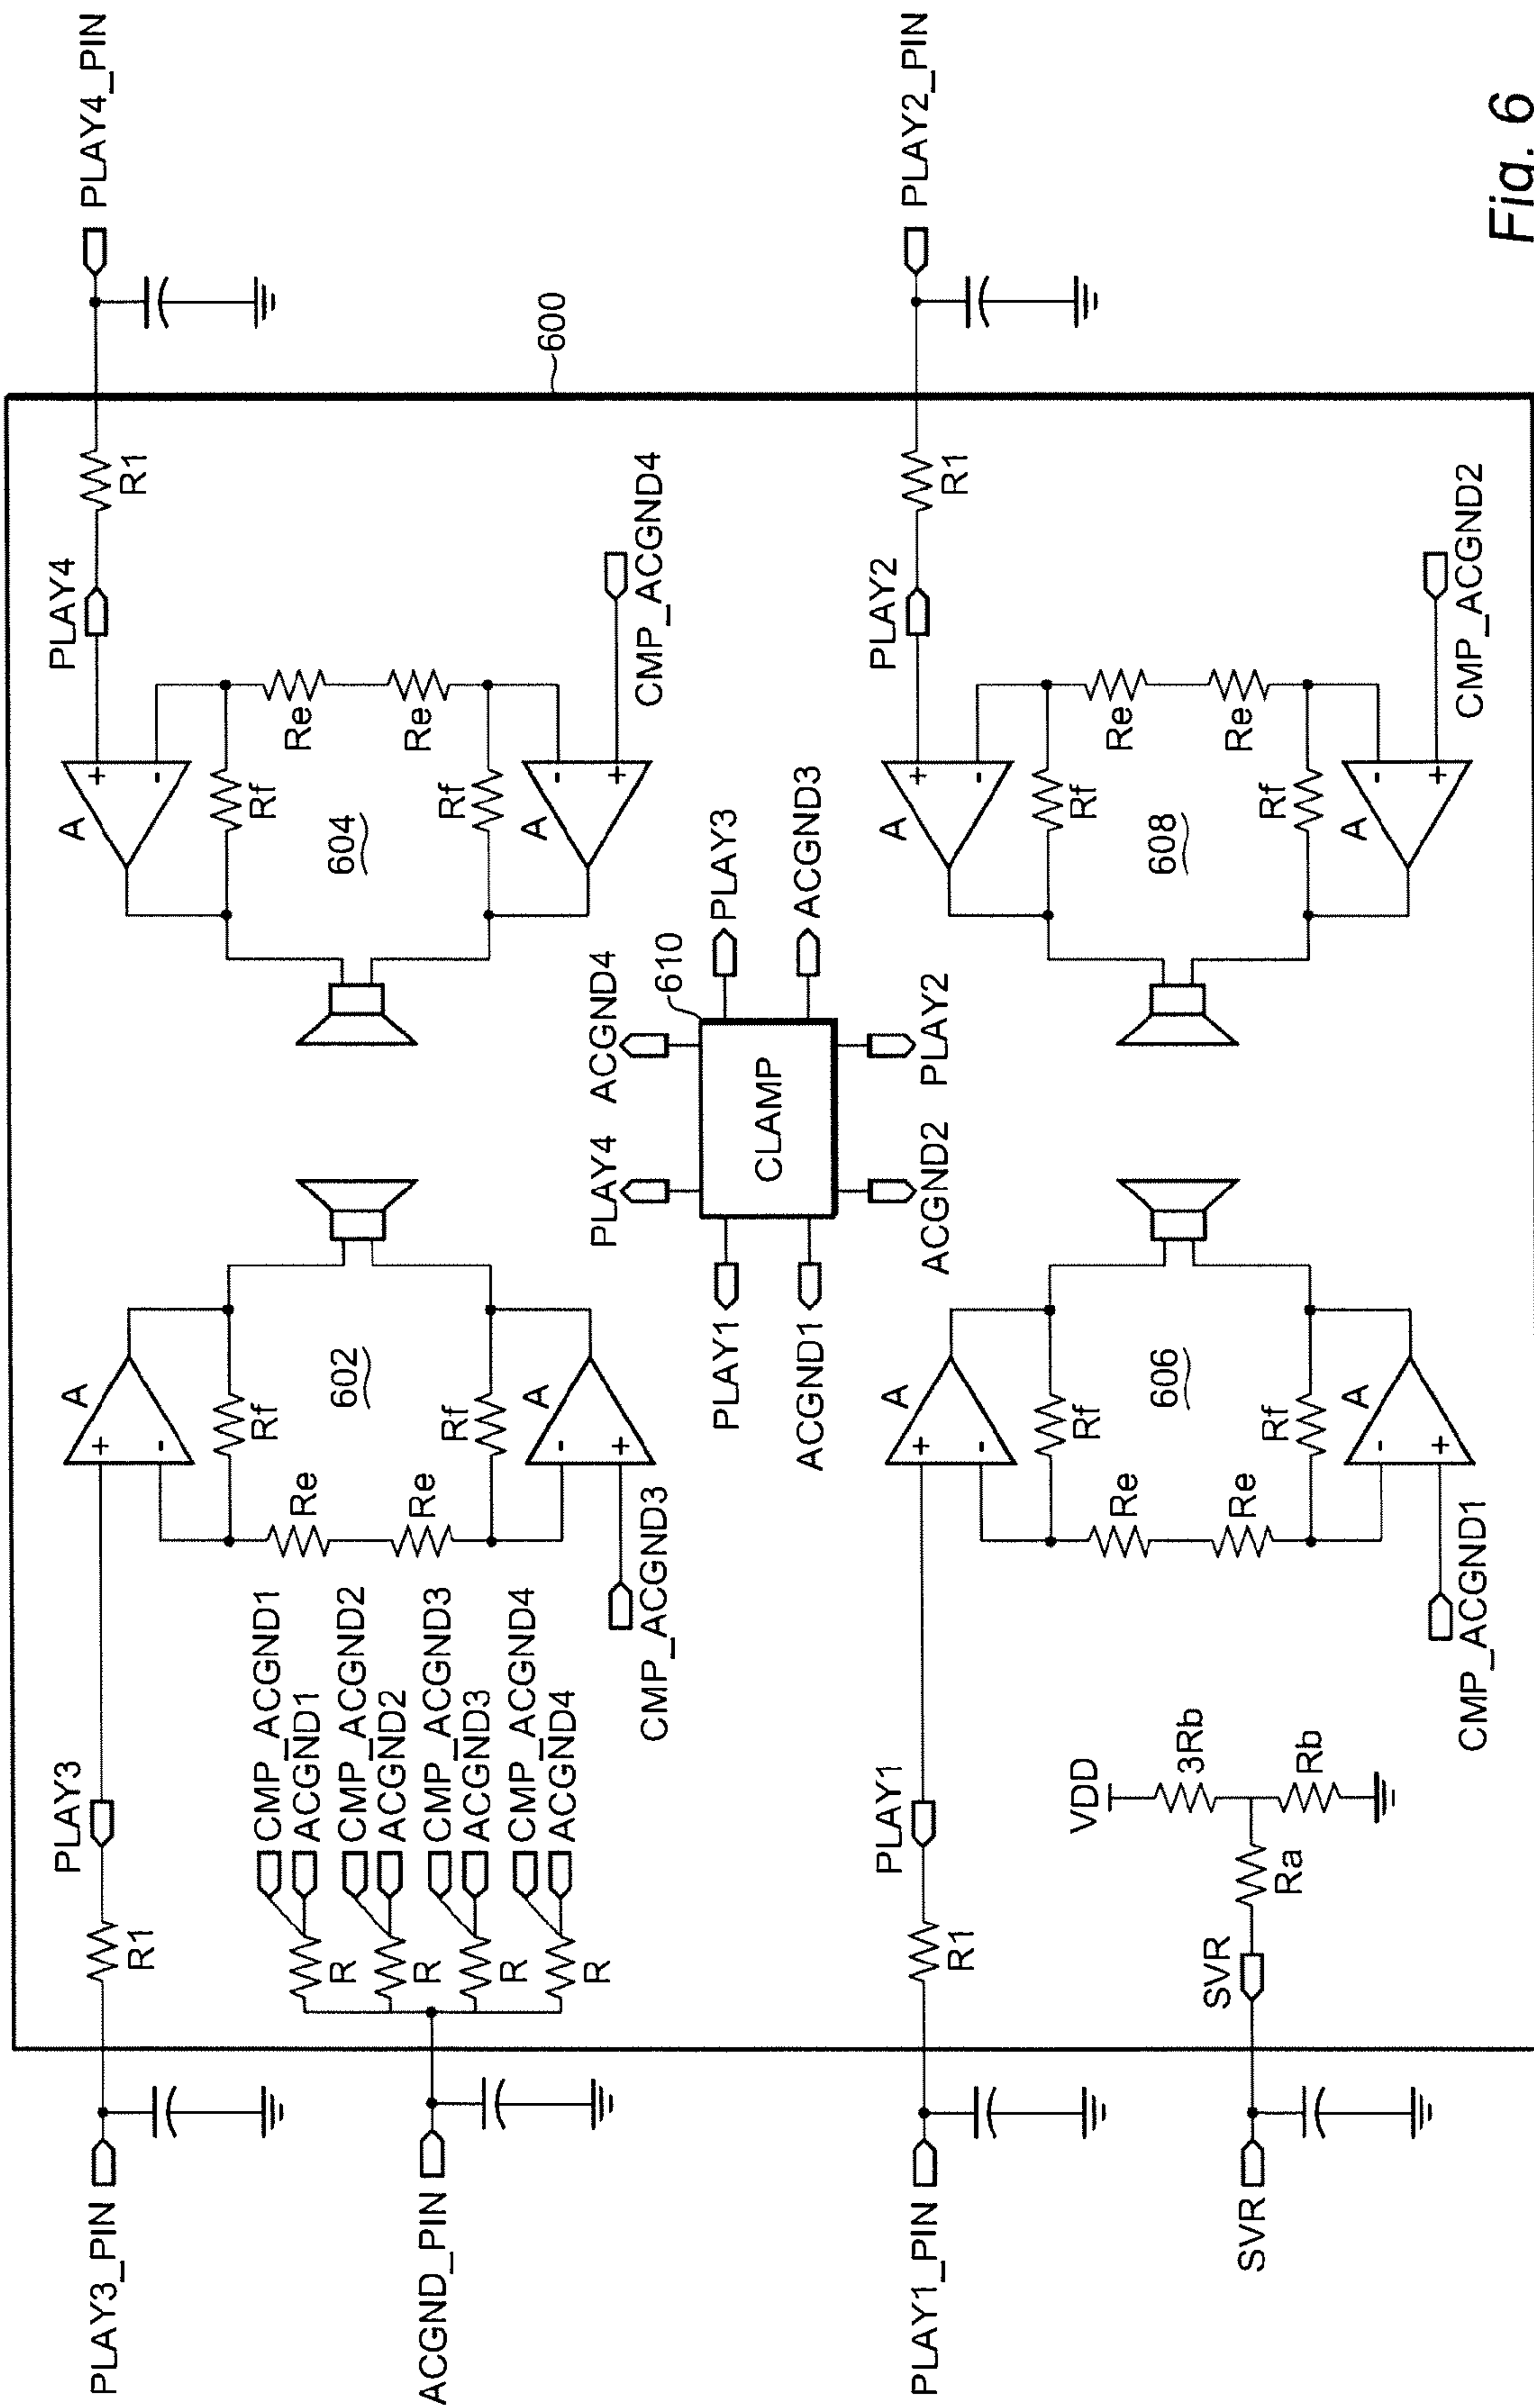 PLAY3_PIN
R1
PLAY3
A
+
-
Rf
Re
Re
602
Rf
A
-
+
CMP_ACGND3
ACGND_PIN
R
R
R
R
CMP_ACGND1
ACGND1
CMP_ACGND2
ACGND2
CMP_ACGND3
ACGND3
CMP_ACGND4
ACGND4
PLAY4
A
+
-
Rf
Re
Re
604
Rf
A
-
+
CMP_ACGND4
R1
PLAY4_PIN
600
PLAY4
ACGND4
610
PLAY1
PLAY3
CLAMP
ACGND1
ACGND3
ACGND2
PLAY2
PLAY1_PIN
R1
PLAY1
A
+
-
Rf
Re
Re
606
Rf
A
-
+
CMP_ACGND1
SVR
SVR
Ra
VDD
3Rb
Rb
PLAY2
A
+
-
Rf
Re
Re
608
Rf
A
-
+
CMP_ACGND2
R1
PLAY2_PIN
Fig. 6